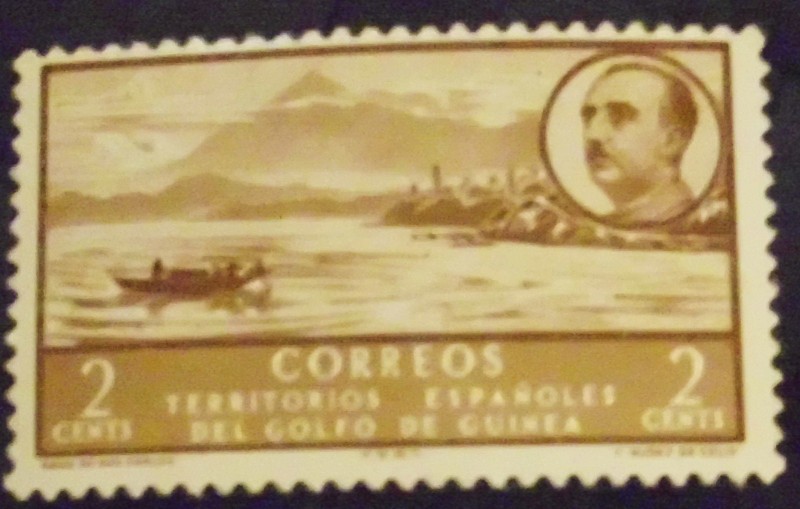 CORREOS
2 2
TERRITORIOS ESPAÑOLES
CENTS CENTS
DEL GOLFO DE GUINEA